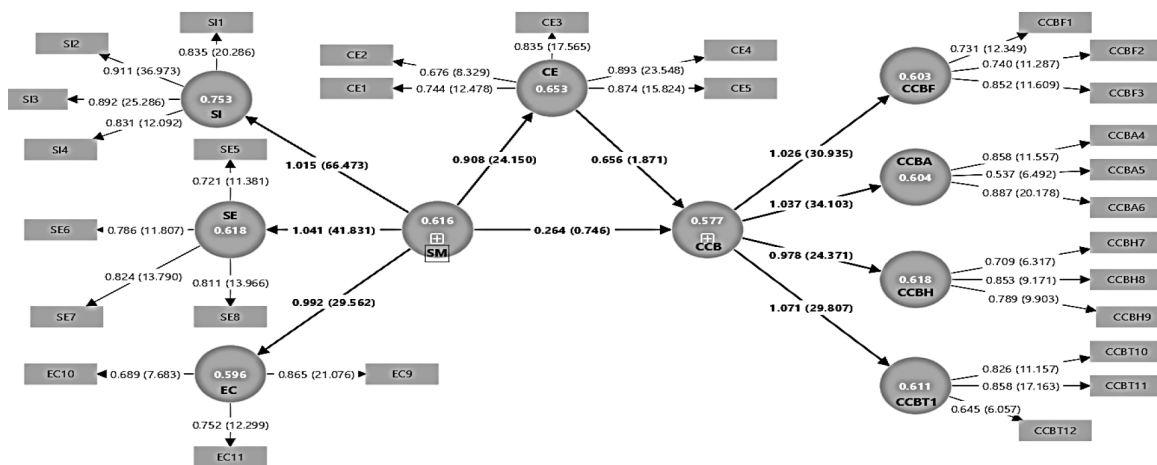 SI1
SI2
0.835 (20.286)
0.911 (36.973)
SI3
0.892 (25.286)
0.753
SI
SI4
0.831 (12.092)
CE3
0.835 (17.565)
CE2
0.676 (8.329)
CE1
0.744 (12.478)
CE
0.653
CE4
0.893 (23.548)
0.874 (15.824)
CE5
CCBF1
0.731 (12.349)
CCBF2
0.740 (11.287)
0.603
CCBF
0.852 (11.609)
CCBF3
SE5
0.721 (11.381)
1.015 (66.473)
0.908 (24.150)
0.656 (1.871)
1.026 (30.935)
CCBA
0.604
CCBA4
0.858 (11.557)
0.537 (6.492)
CCBA5
0.887 (20.178)
CCBA6
SE6
0.786 (11.807)
SE
0.618
1.041 (41.831)
0.616
SM
0.264 (0.746)
0.577
CCB
1.037 (34.103)
0.824 (13.790)
0.811 (13.966)
SE7
SE8
0.978 (24.371)
0.618
CCBH
CCBH7
0.709 (6.317)
0.853 (9.171)
CCBH8
0.789 (9.903)
CCBH9
0.992 (29.562)
1.071 (29.807)
EC10
0.689 (7.683)
0.596
EC
0.865 (21.076)
EC9
0.752 (12.299)
EC11
0.611
CCBT1
CCBT10
0.826 (11.157)
0.858 (17.163)
CCBT11
0.645 (6.057)
CCBT12